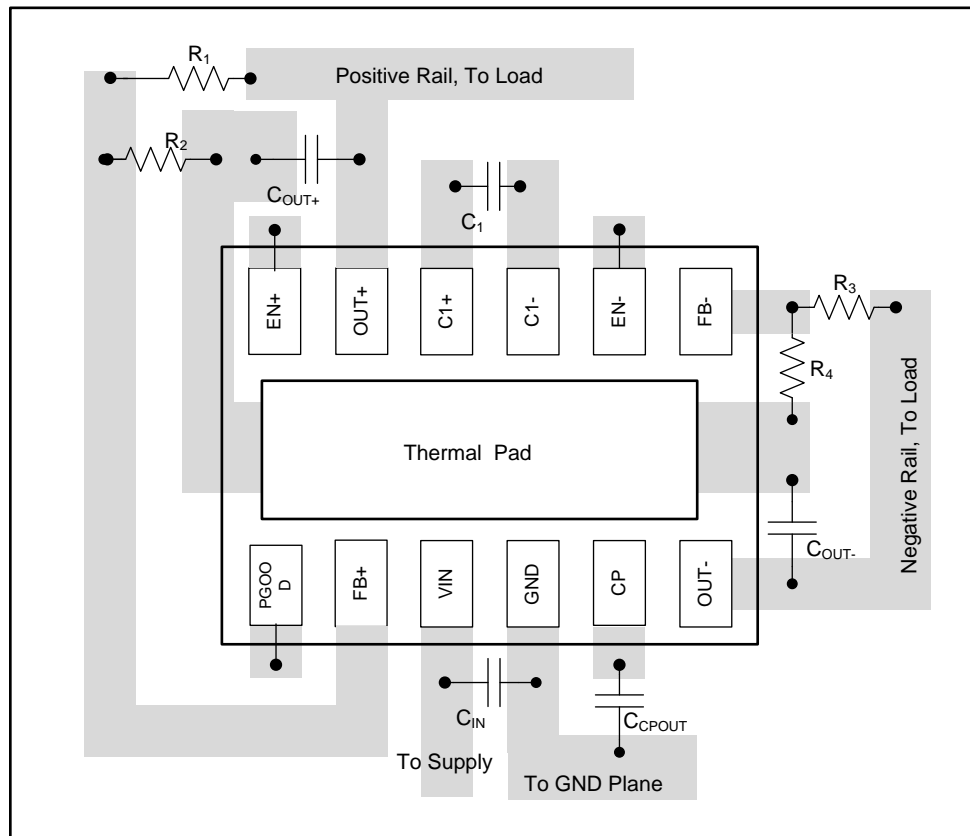 R1
Positive Rail, To Load
R2
COUT+
C1
EN+
OUT+
C1+
C1-
EN-
FB-
R3
R4
Thermal Pad
Negative Rail, To Load
COUT-
PGOO
D
FB+
VIN
GND
CP
OUT-
CIN
CCPOUT
To Supply
To GND Plane